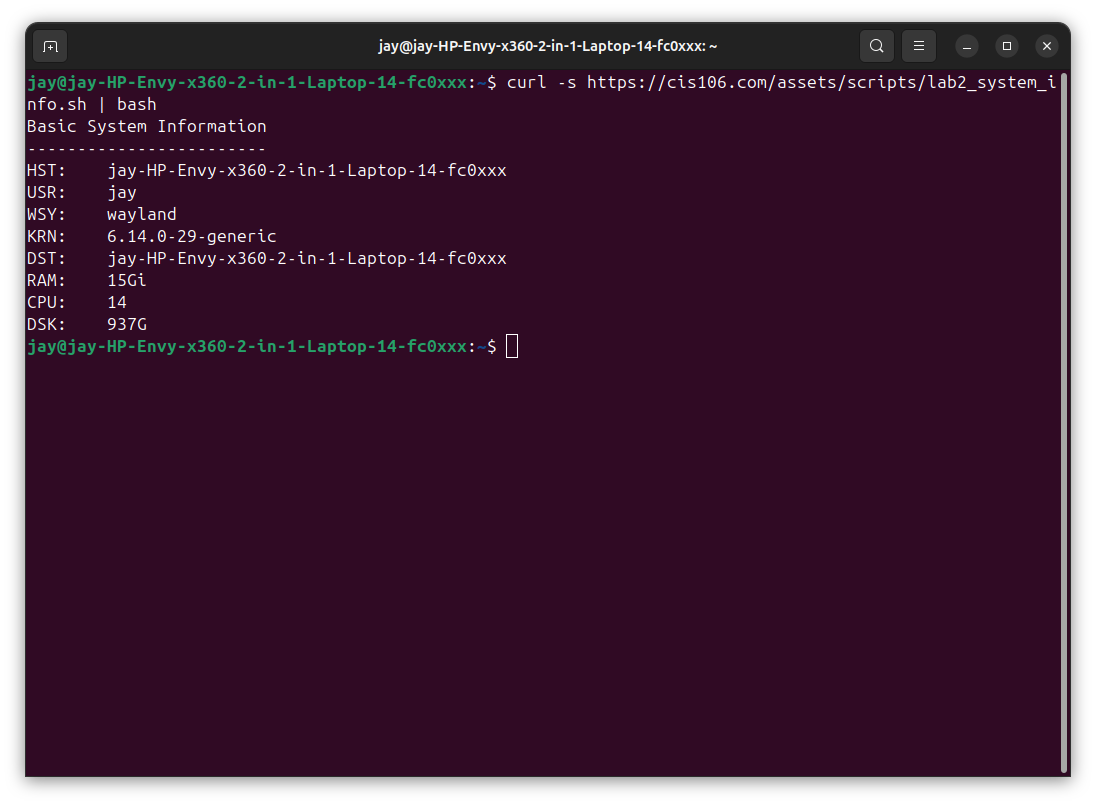 jay@jay-HP-Envy-x360-2-in-1-Laptop-14-fc0xxx: ~
jay@jay-HP-Envy-x360-2-in-1-Laptop-14-fc0xxx:~$ curl -s https://cis106.com/assets/scripts/lab2_system_i
nfo.sh | bash
Basic System Information
------------------------
HST:    jay-HP-Envy-x360-2-in-1-Laptop-14-fc0xxx
USR:    jay
WSY:    wayland
KRN:    6.14.0-29-generic
DST:    jay-HP-Envy-x360-2-in-1-Laptop-14-fc0xxx
RAM:    15Gi
CPU:    14
DSK:    937G
jay@jay-HP-Envy-x360-2-in-1-Laptop-14-fc0xxx:~$